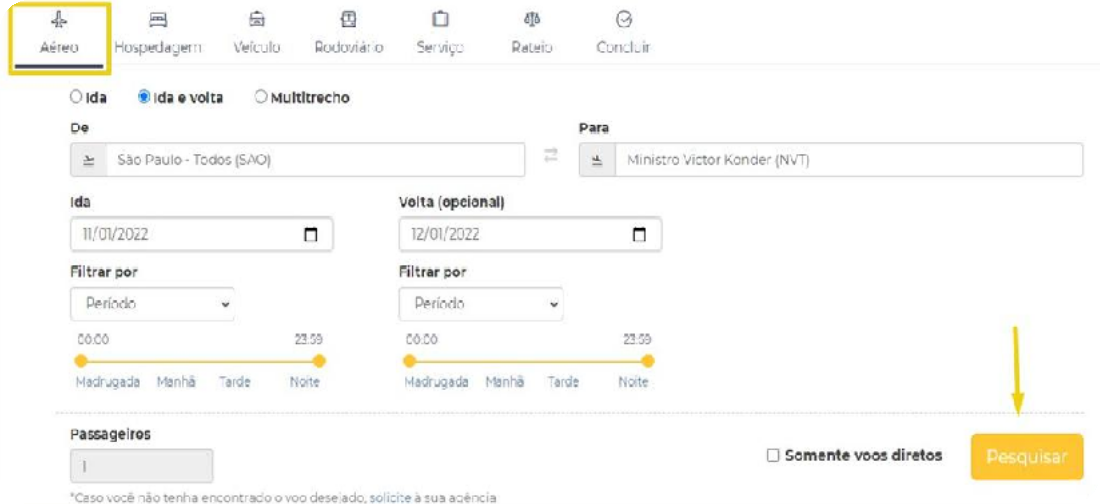 Aéreo Hospedagem Veículo Rodoviário Serviço Rateio Concluir
Ida Ida e volta Multitrecho
De Para
São Paulo - Todos (SAO) Ministro Victor Konder (NVT)
Ida Volta (opcional)
11/01/2022 12/01/2022
Filtrar por Filtrar por
Período Período
00:00 23:59 00:00 23:59
Madrugada Manhã Tarde Noite Madrugada Manhã Tarde Noite
Passageiros
1
Somente voos diretos Pesquisar
*Caso você não tenha encontrado o voo desejado, solicite à sua agência